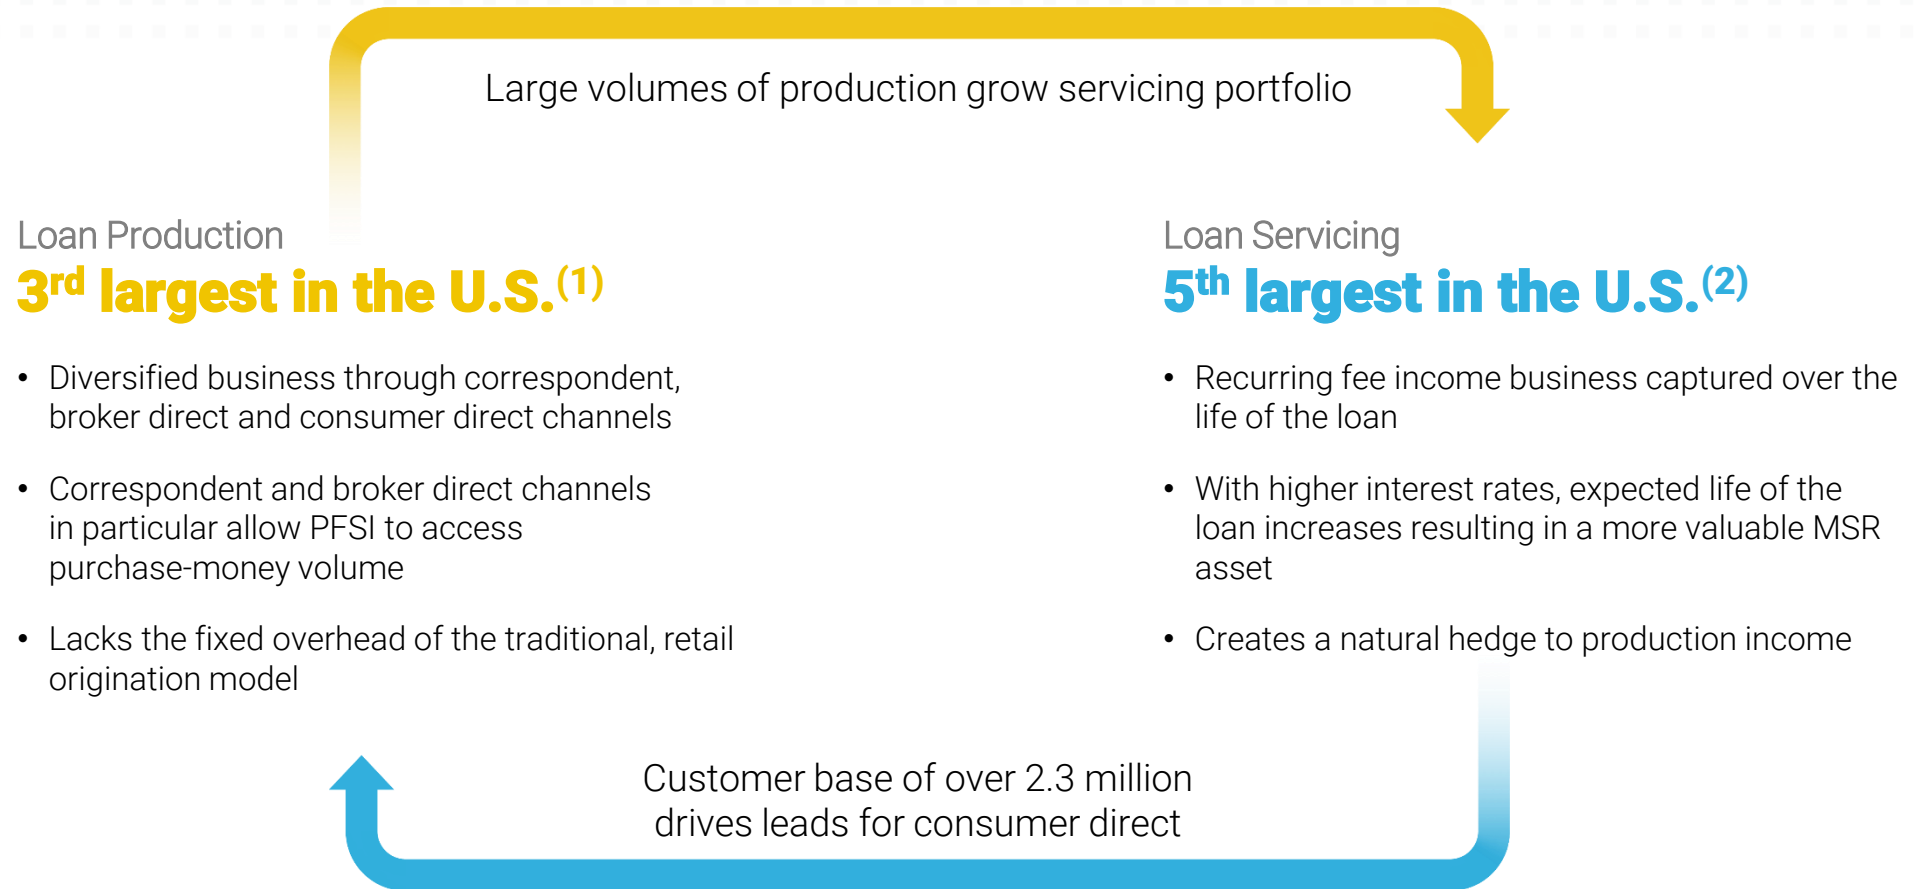 Large volumes of production grow servicing portfolio
Loan Production
3rd largest in the U.S.(1)
• Diversified business through correspondent,
broker direct and consumer direct channels
• Correspondent and broker direct channels
in particular allow PFSI to access
purchase-money volume
• Lacks the fixed overhead of the traditional, retail
origination model
Loan Servicing
5th largest in the U.S.(2)
• Recurring fee income business captured over the
life of the loan
• With higher interest rates, expected life of the
loan increases resulting in a more valuable MSR
asset
• Creates a natural hedge to production income
Customer base of over 2.3 million
drives leads for consumer direct